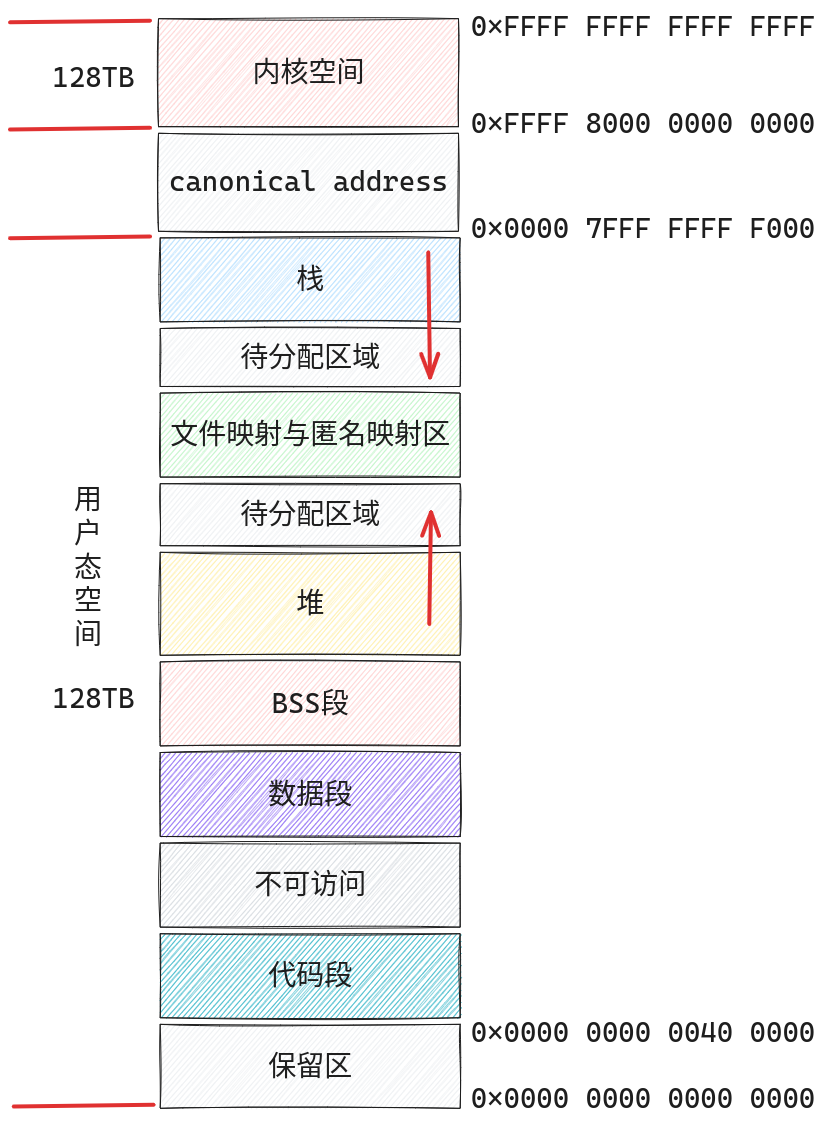 0×FFFF FFFF FFFF FFFF
128TB
内核空间
0×FFFF 8000 0000 0000
canonical address
0×0000 7FFF FFFF F000
栈
待分配区域
文件映射与匿名映射区
待分配区域
用户态空间
128TB
堆
BSS段
数据段
不可访问
代码段
0×0000 0000 0040 0000
保留区
0×0000 0000 0000 0000